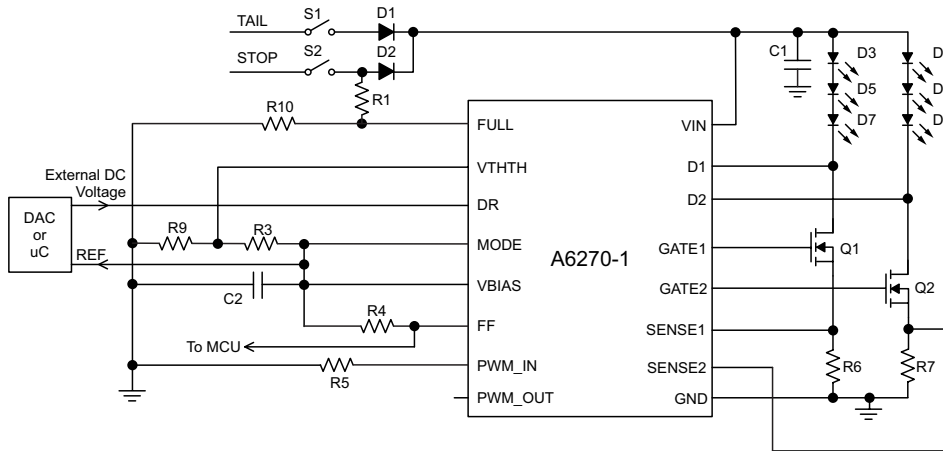 TAIL
S1
D1
STOP
S2
D2
R1
R10
C1
D3
D5
D7
D
D
D
FULL
VIN
VTHTH
D1
External DC
Voltage
DR
D2
DAC
or
uC
R9
R3
MODE
GATE1
Q1
REF
A6270-1
C2
VBIAS
GATE2
Q2
R4
FF
SENSE1
To MCU
R5
PWM_IN
SENSE2
R6
R7
PWM_OUT
GND